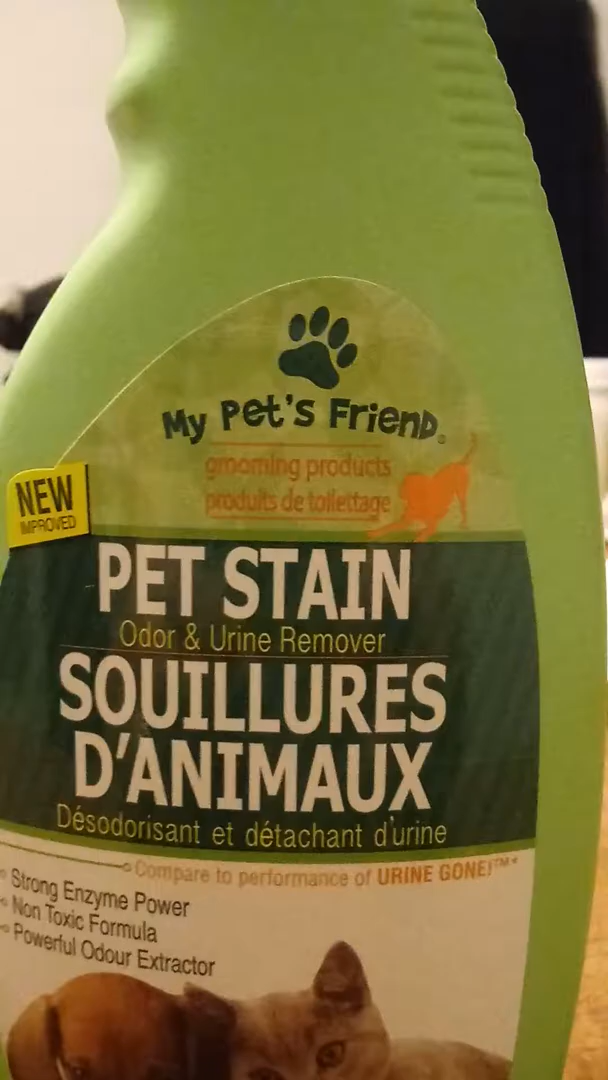 My Pet's Friend®
grooming products
produits de toilettage
NEW
IMPROVED
PET STAIN
Odor & Urine Remover
SOUILLURES
D'ANIMAUX
Désodorisant et détachant d'urine
Compare to performance of URINE GONE!™*
Strong Enzyme Power
Non Toxic Formula
Powerful Odour Extractor